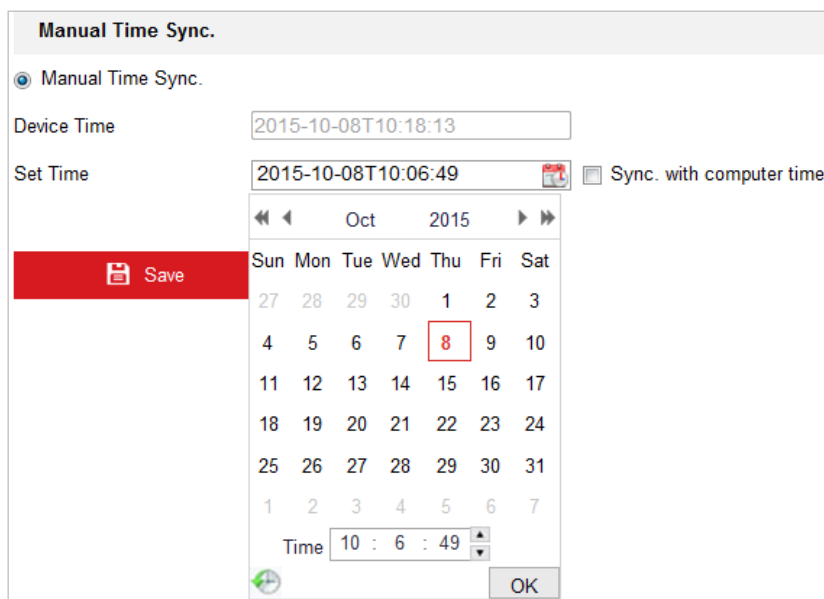 Manual Time Sync.
Manual Time Sync.
Device Time 2015-10-08T10:18:13
Set Time 2015-10-08T10:06:49 Sync. with computer time
Oct 2015
Save
Sun Mon Tue Wed Thu Fri Sat
27 28 29 30 1 2 3
4 5 6 7 8 9 10
11 12 13 14 15 16 17
18 19 20 21 22 23 24
25 26 27 28 29 30 31
1 2 3 4 5 6 7
Time 10 : 6 : 49
OK